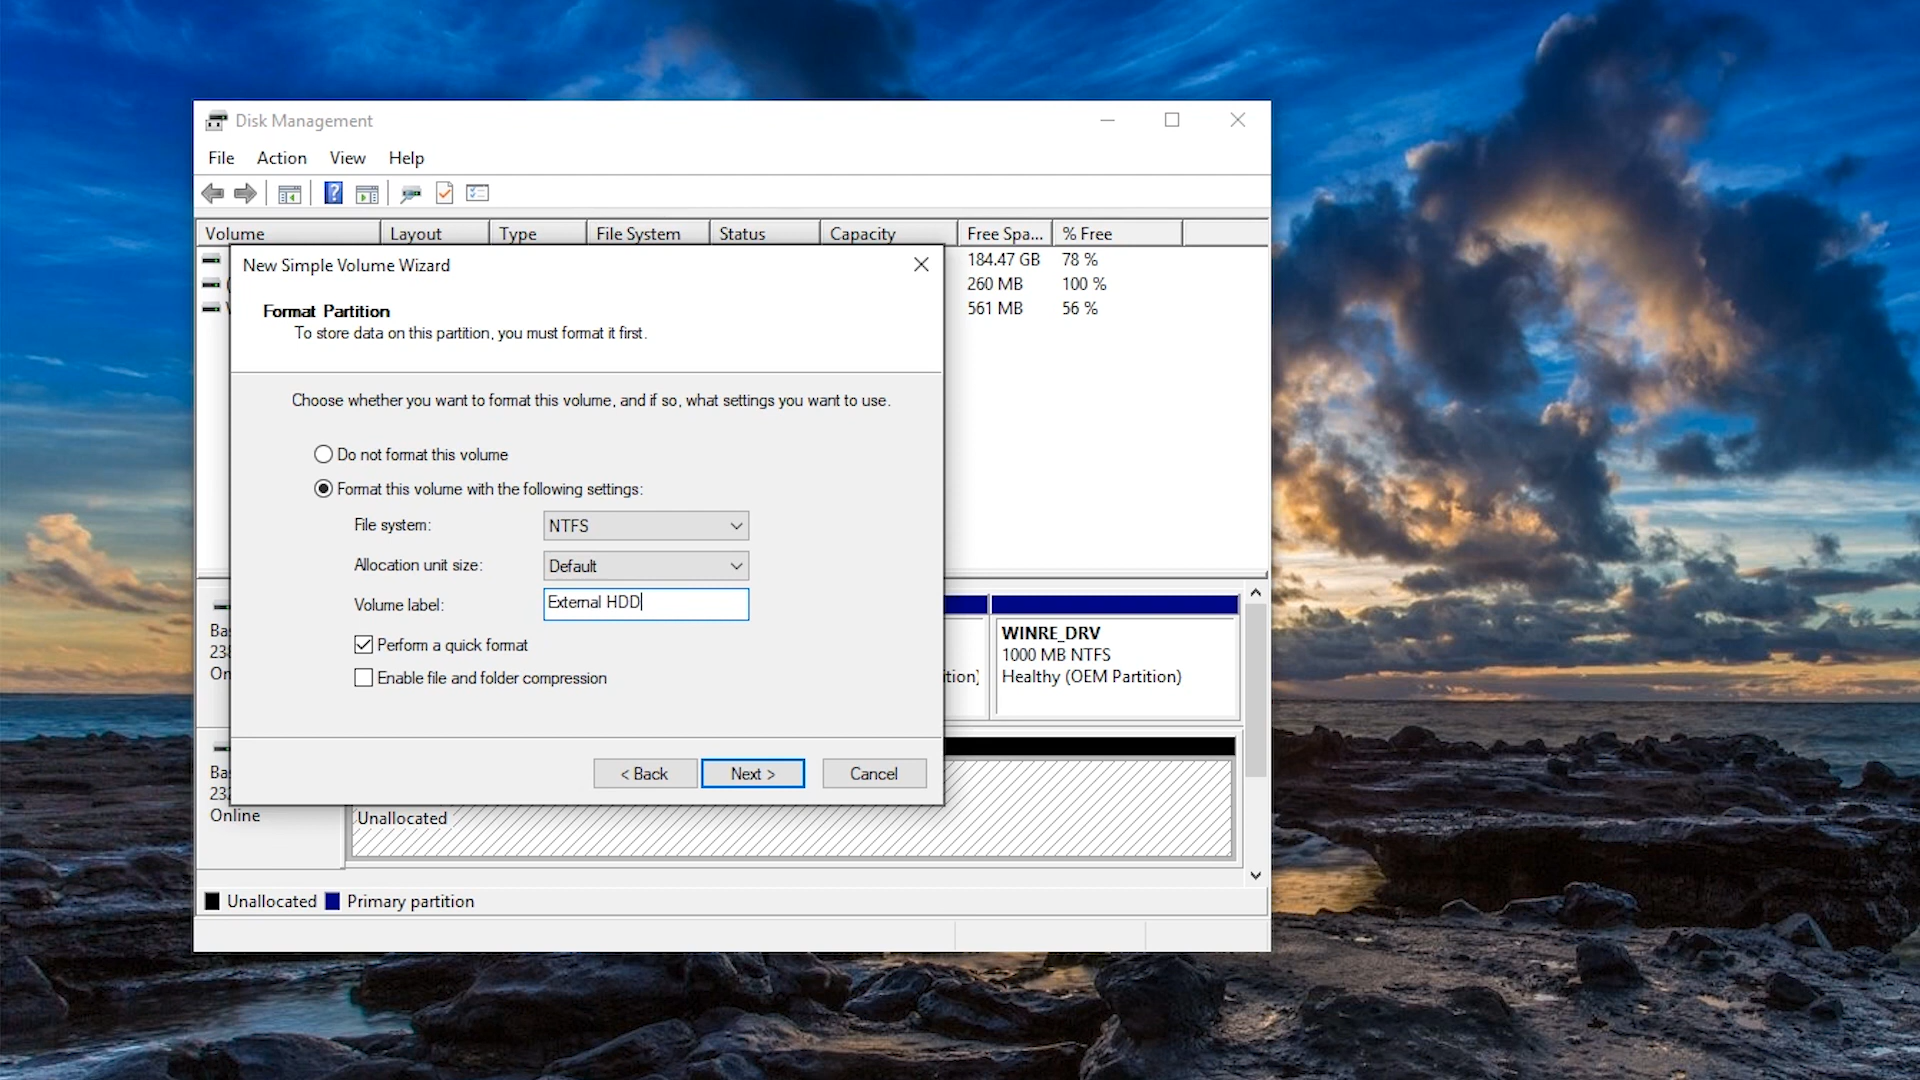 Disk Management
File Action View Help
Volume Layout Type File System Status Capacity Free Spa... % Free
184.47 GB 78 %
260 MB 100 %
561 MB 56 %
New Simple Volume Wizard
Format Partition
To store data on this partition, you must format it first.
Choose whether you want to format this volume, and if so, what settings you want to use.
Do not format this volume
Format this volume with the following settings:
File system: NTFS
Allocation unit size: Default
Volume label: External HDD
Perform a quick format
Enable file and folder compression
< Back Next > Cancel
WINRE_DRV
1000 MB NTFS
Healthy (OEM Partition)
Online
Unallocated
Unallocated Primary partition